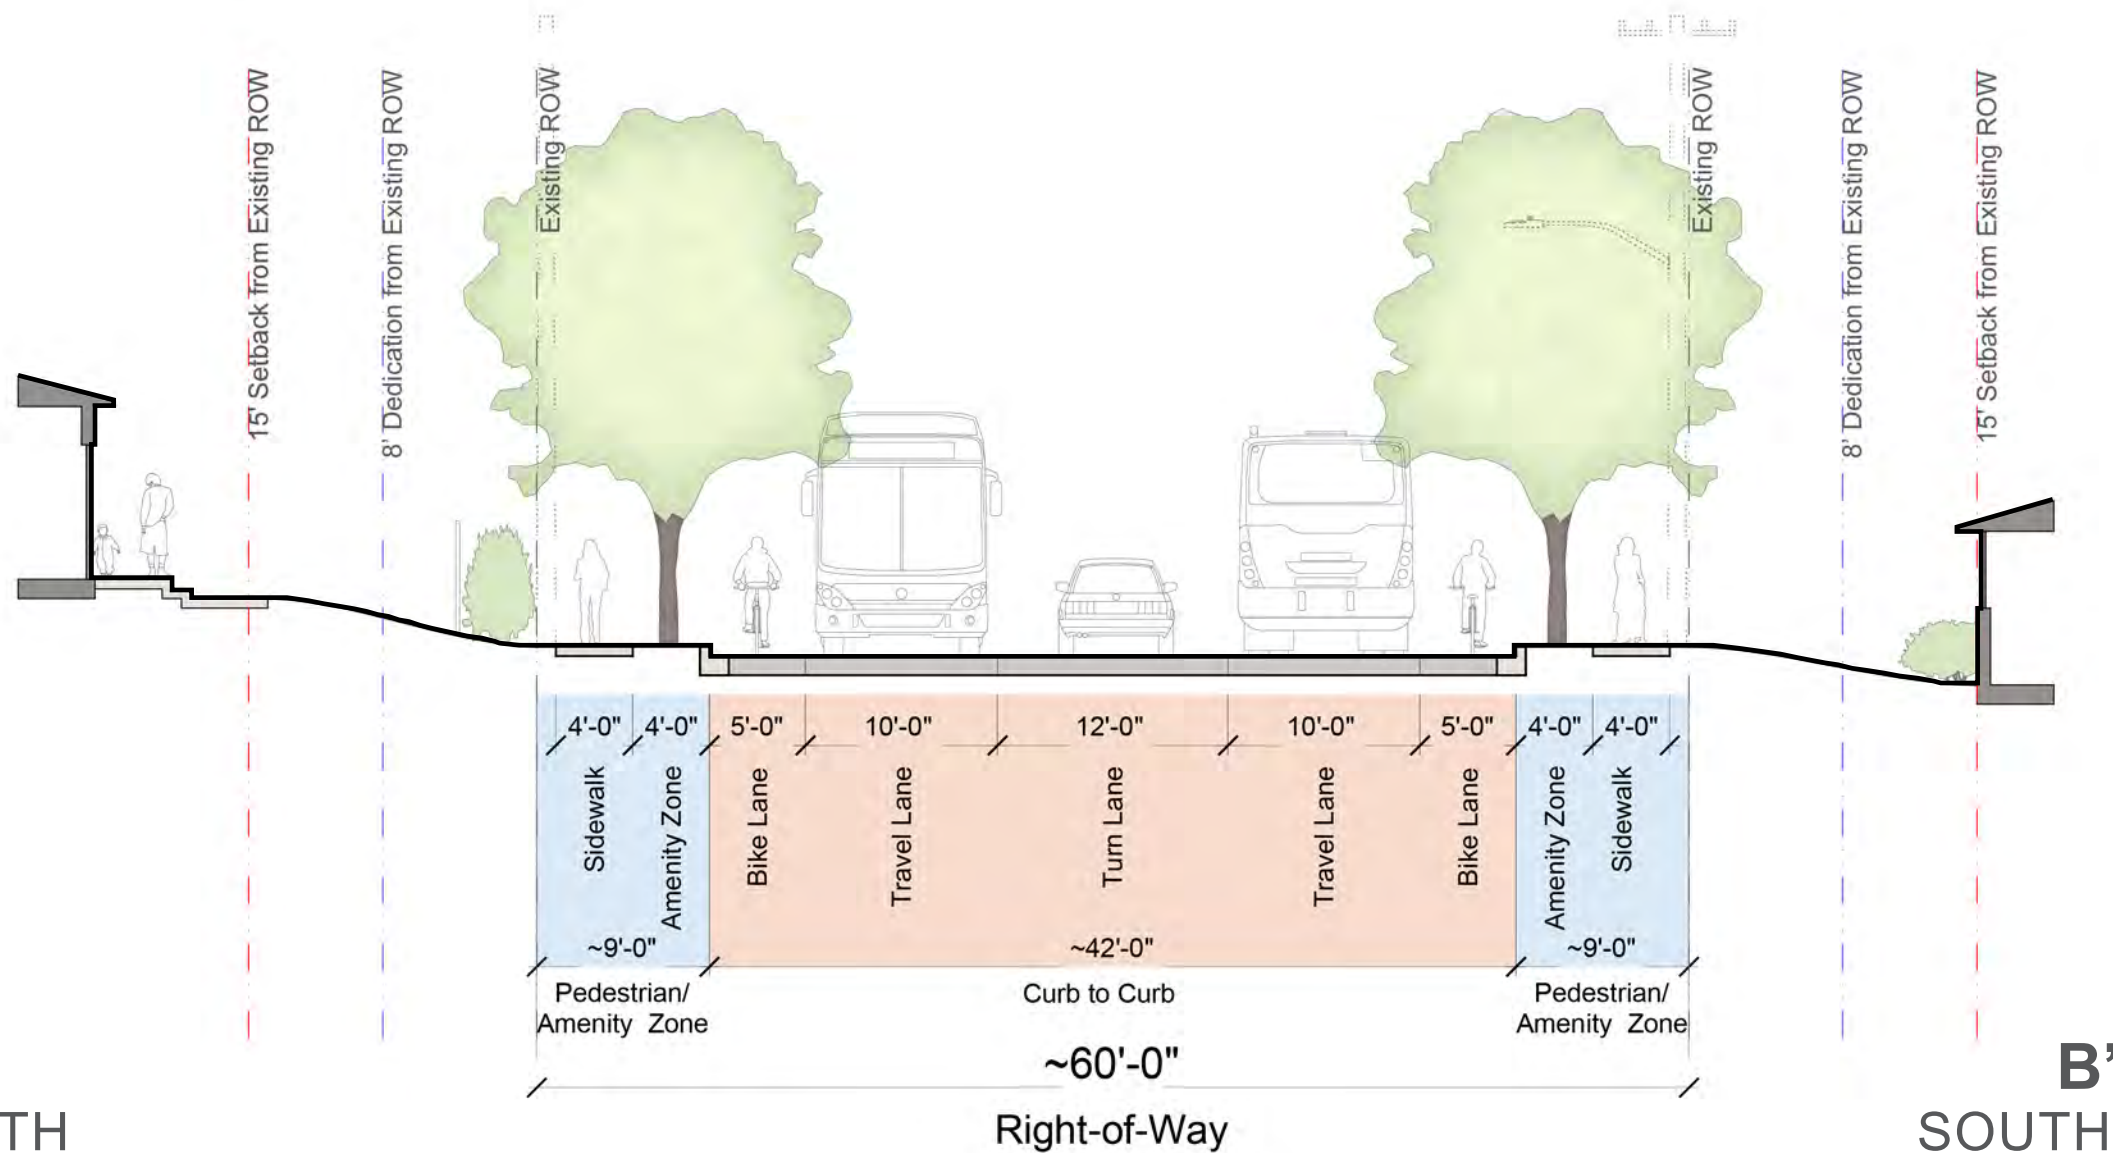 15' Setback from Existing ROW
8' Dedication from Existing ROW
Existing ROW
Existing ROW
8' Dedication from Existing ROW
15' Setback from Existing ROW
4'-0" 4'-0" 5'-0" 10'-0" 12'-0" 10'-0" 5'-0" 4'-0" 4'-0"
Sidewalk
Amenity Zone
Bike Lane
Travel Lane
Turn Lane
Travel Lane
Bike Lane
Amenity Zone
Sidewalk
~9'-0" ~42'-0" ~9'-0"
Pedestrian/
Amenity Zone
Curb to Curb
Pedestrian/
Amenity Zone
~60'-0"
Right-of-Way
B'
TH
SOUTH